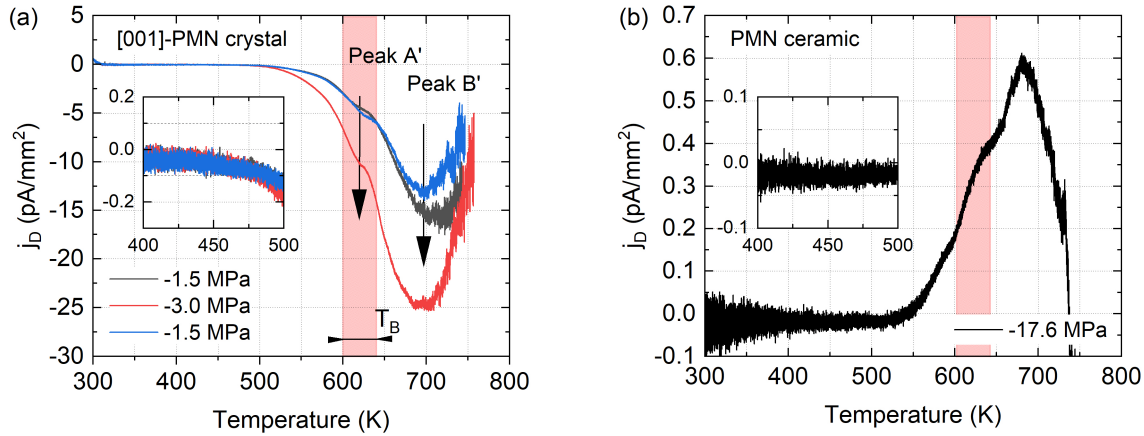 (a)
[001]-PMN crystal
Peak A'
Peak B'
5
0
-5
-10
-15
-20
-25
-30
j_D (pA/mm²)
0.2
0.0
-0.2
400 450 500
-1.5 MPa
-3.0 MPa
-1.5 MPa
T_B
300 400 500 600 700 800
Temperature (K)
(b)
PMN ceramic
0.7
0.6
0.5
0.4
0.3
0.2
0.1
0.0
-0.1
j_D (pA/mm²)
0.1
0.0
-0.1
400 450 500
-17.6 MPa
300 400 500 600 700 800
Temperature (K)